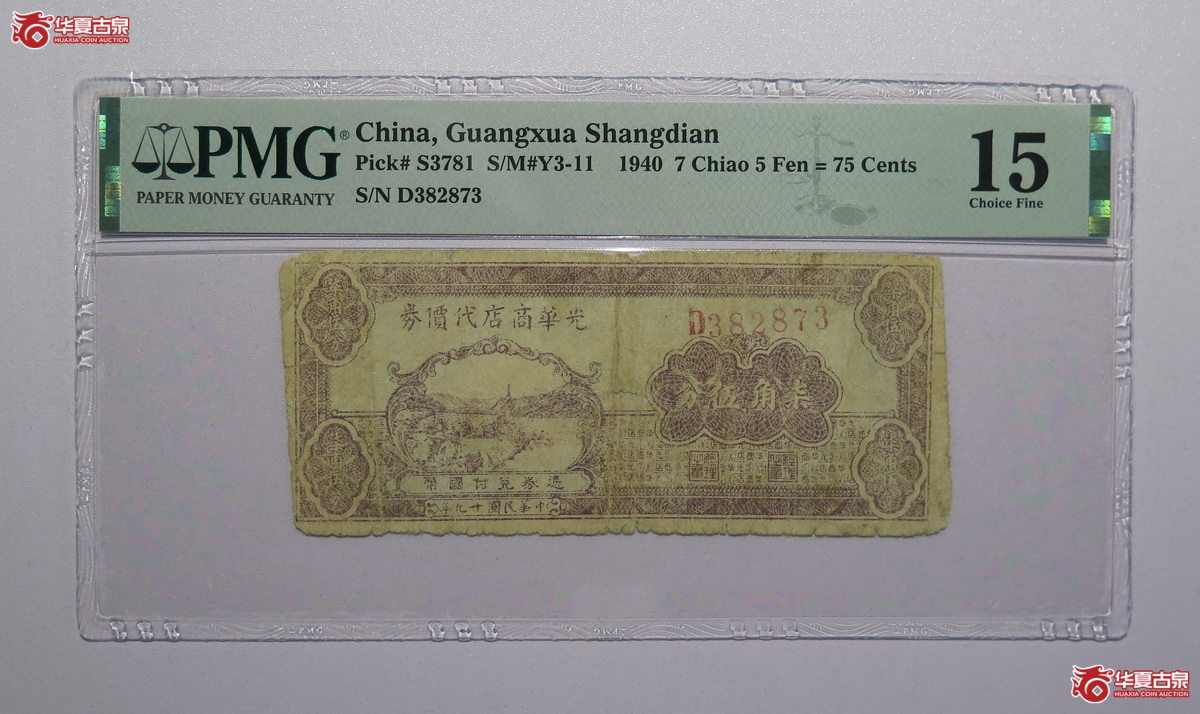 华夏古泉
HUAXIA COIN AUCTION
PMG®
PAPER MONEY GUARANTY
China, Guangxua Shangdian
Pick# S3781 S/M#Y3-11 1940 7 Chiao 5 Fen = 75 Cents
S/N D382873
15
Choice Fine
券價代店商華光
D382873
分伍角柒
幣國付兑券憑
年九廿國民華中
华夏古泉
HUAXIA COIN AUCTION